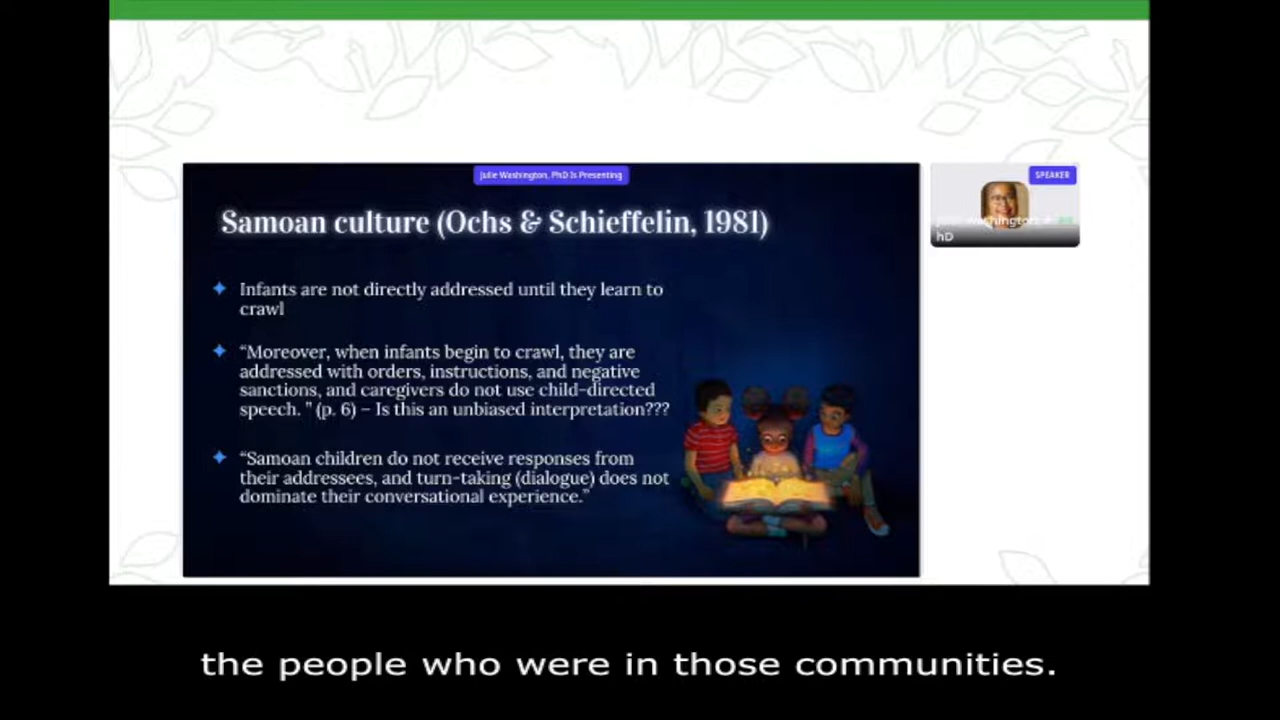 Julie Washington, PhD Is Presenting
SPEAKER
hD
Samoan culture (Ochs & Schieffelin, 1981)
✦ Infants are not directly addressed until they learn to
crawl
✦ “Moreover, when infants begin to crawl, they are
addressed with orders, instructions, and negative
sanctions, and caregivers do not use child-directed
speech. ” (p. 6) – Is this an unbiased interpretation???
✦ “Samoan children do not receive responses from
their addressees, and turn-taking (dialogue) does not
dominate their conversational experience.”
the people who were in those communities.